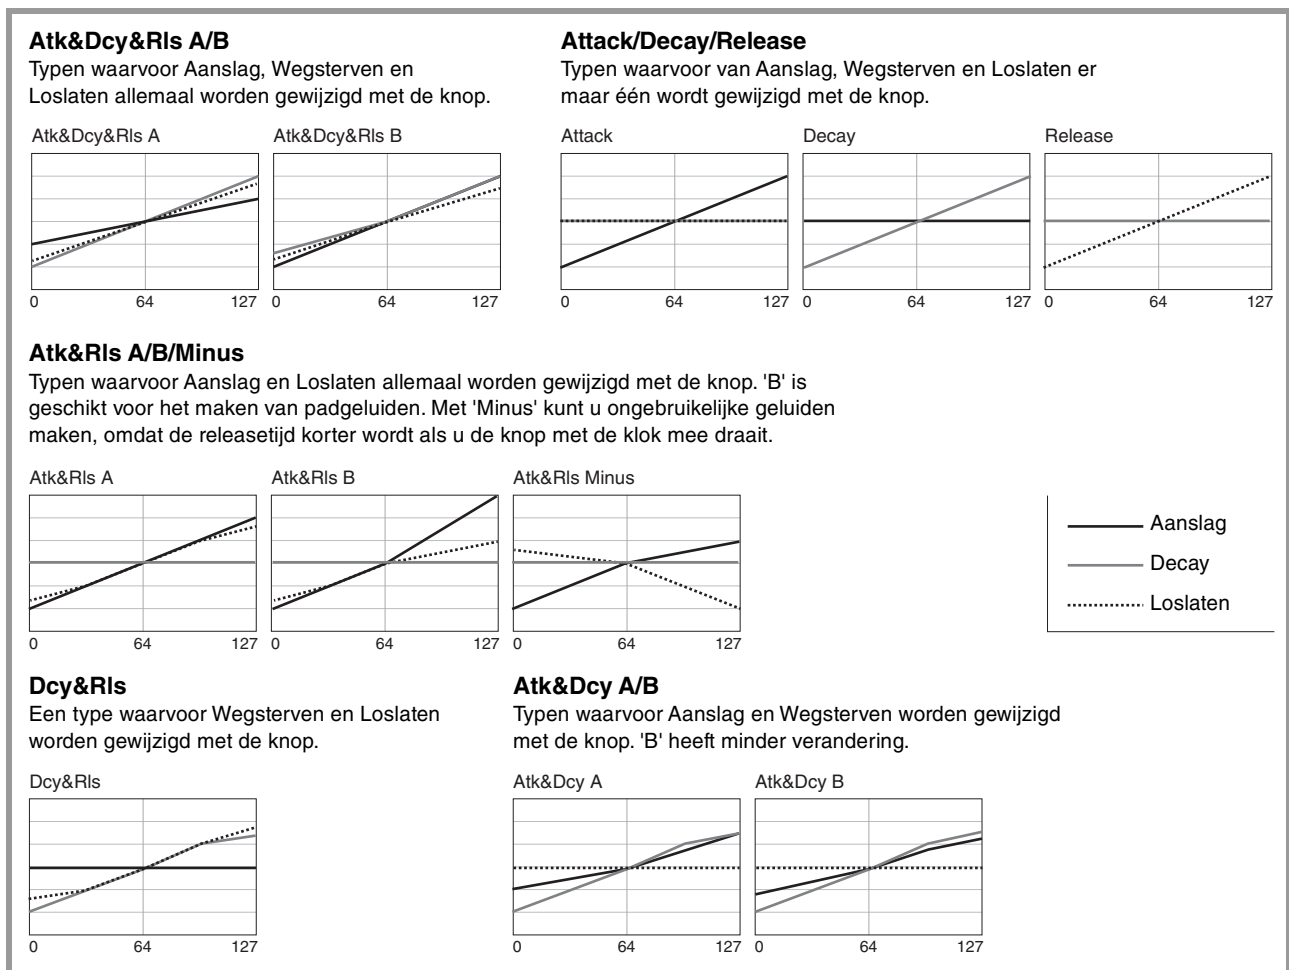 Atk&Dcy&Rls A/B
Typen waarvoor Aanslag, Wegsterven en
Loslaten allemaal worden gewijzigd met de knop.
Atk&Dcy&Rls A
Atk&Dcy&Rls B
0 64 127
0 64 127
Attack/Decay/Release
Typen waarvoor van Aanslag, Wegsterven en Loslaten er
maar één wordt gewijzigd met de knop.
Attack
Decay
Release
0 64 127
0 64 127
0 64 127
Atk&Rls A/B/Minus
Typen waarvoor Aanslag en Loslaten allemaal worden gewijzigd met de knop. 'B' is
geschikt voor het maken van padgeluiden. Met 'Minus' kunt u ongebruikelijke geluiden
maken, omdat de releasetijd korter wordt als u de knop met de klok mee draait.
Atk&Rls A
Atk&Rls B
Atk&Rls Minus
0 64 127
0 64 127
0 64 127
Aanslag
Decay
Loslaten
Dcy&Rls
Een type waarvoor Wegsterven en Loslaten
worden gewijzigd met de knop.
Dcy&Rls
0 64 127
Atk&Dcy A/B
Typen waarvoor Aanslag en Wegsterven worden gewijzigd
met de knop. 'B' heeft minder verandering.
Atk&Dcy A
Atk&Dcy B
0 64 127
0 64 127